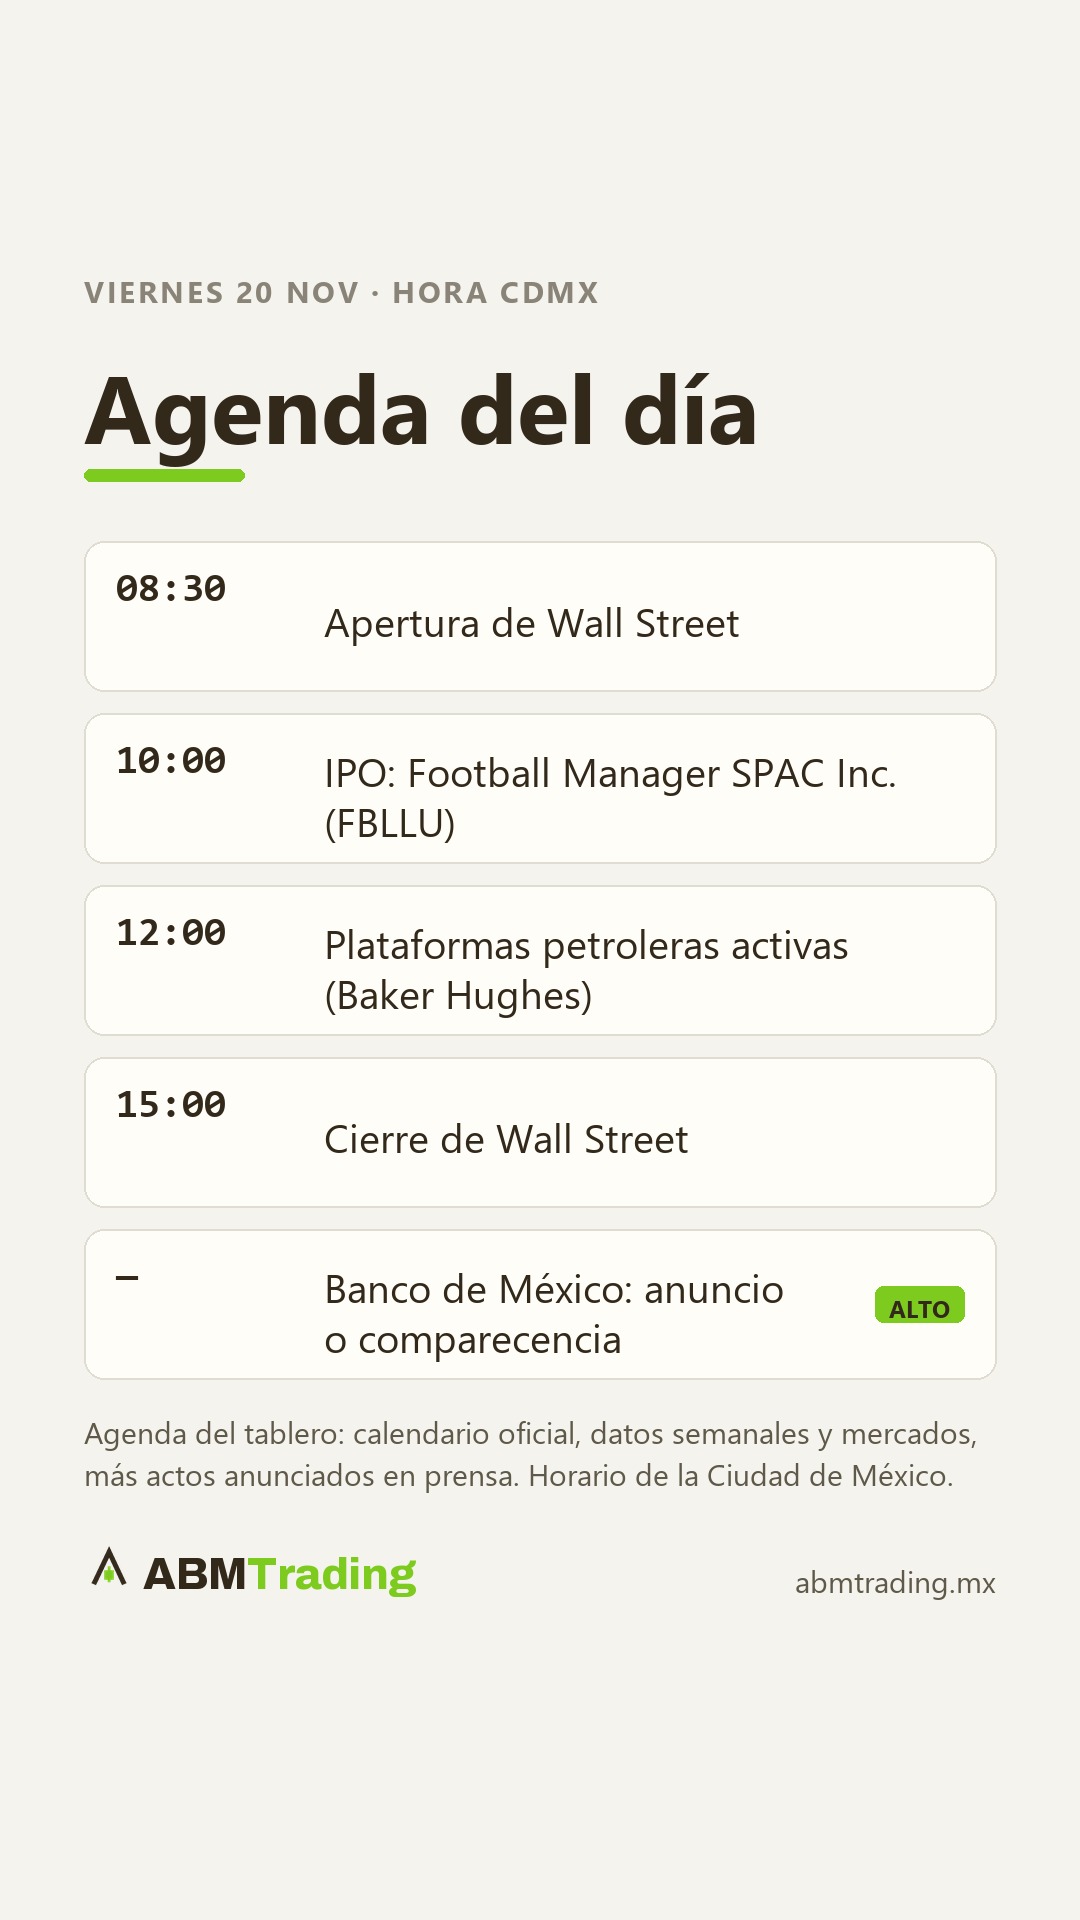 VIERNES 20 NOV · HORA CDMX
Agenda del día
08:30
Apertura de Wall Street
10:00
IPO: Football Manager SPAC Inc.
(FBLLU)
12:00
Plataformas petroleras activas
(Baker Hughes)
15:00
Cierre de Wall Street
—
Banco de México: anuncio
o comparecencia
ALTO
Agenda del tablero: calendario oficial, datos semanales y mercados,
más actos anunciados en prensa. Horario de la Ciudad de México.
ABMTrading
abmtrading.mx